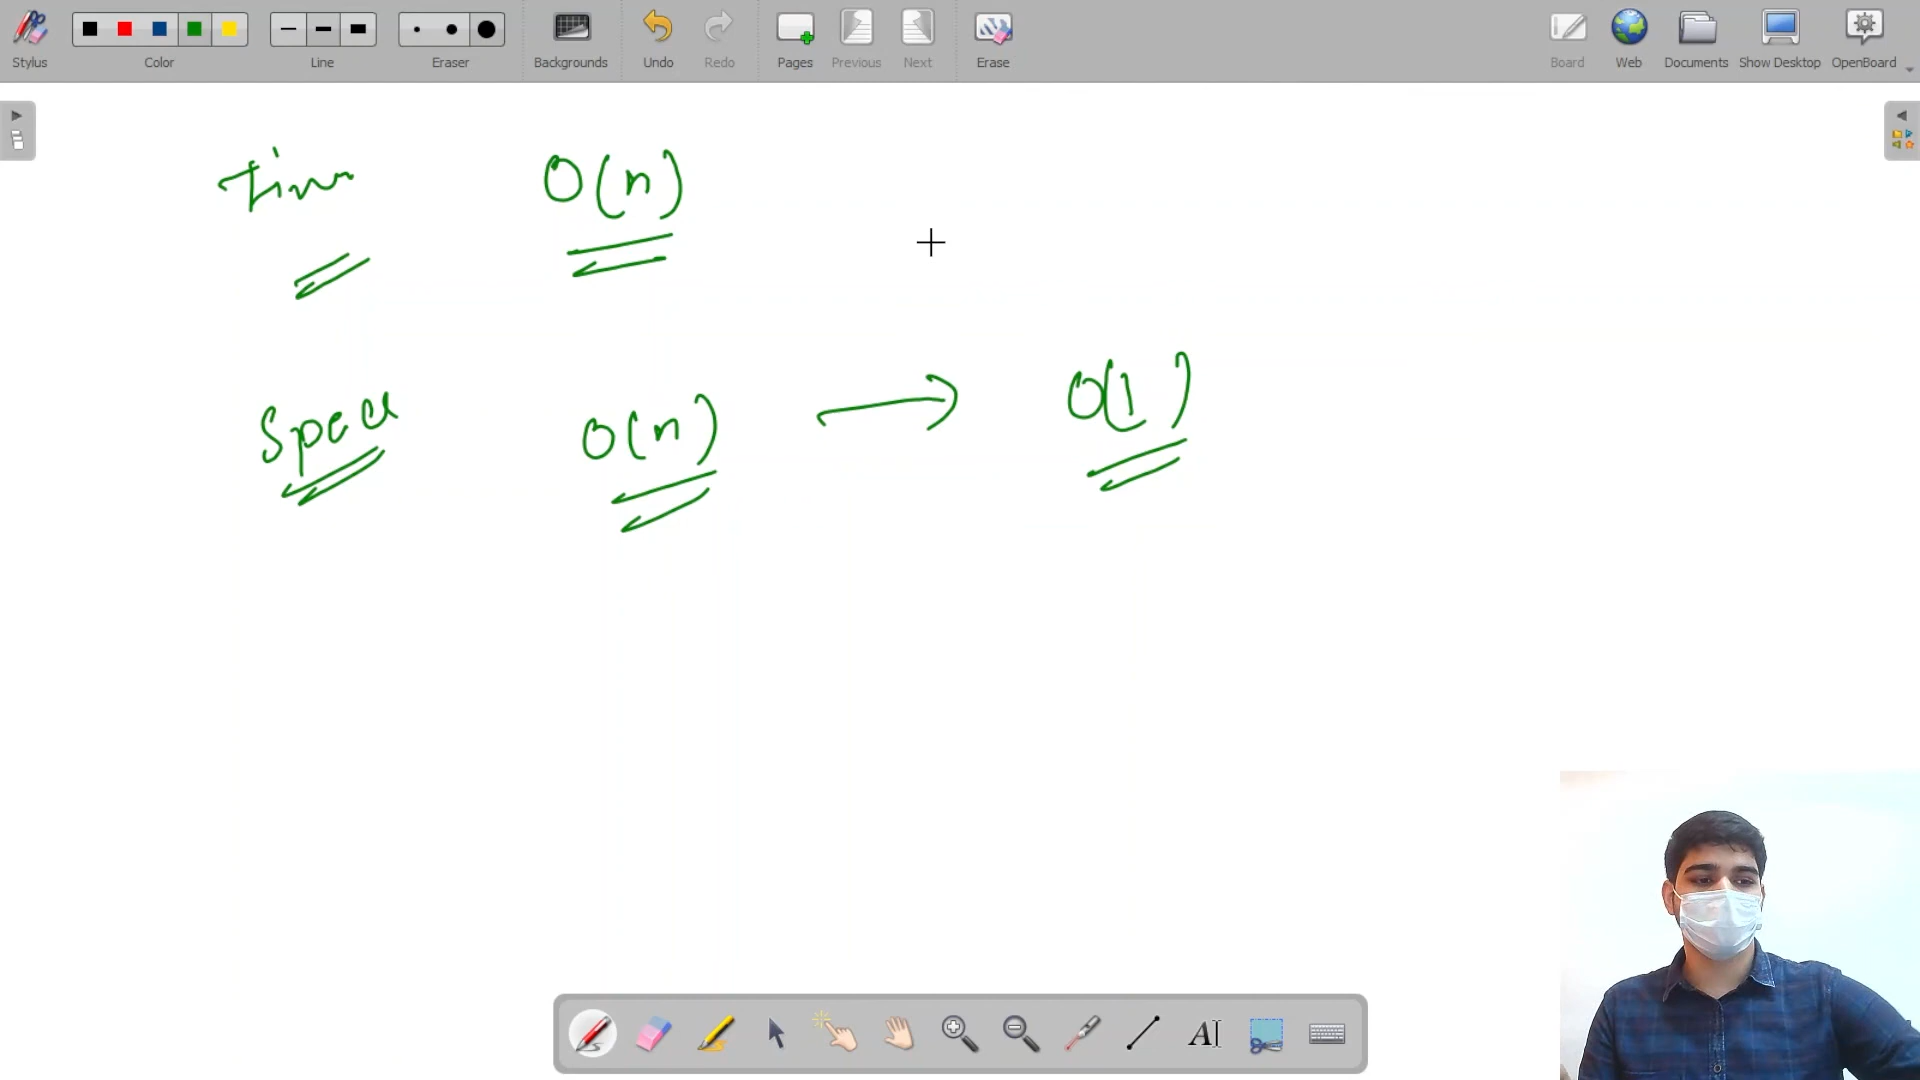 Stylus Color Line Eraser Backgrounds Undo Redo Pages Previous Next Erase Board Web Documents Show Desktop OpenBoard
Time O(n)
Space O(n) → O(1)
A